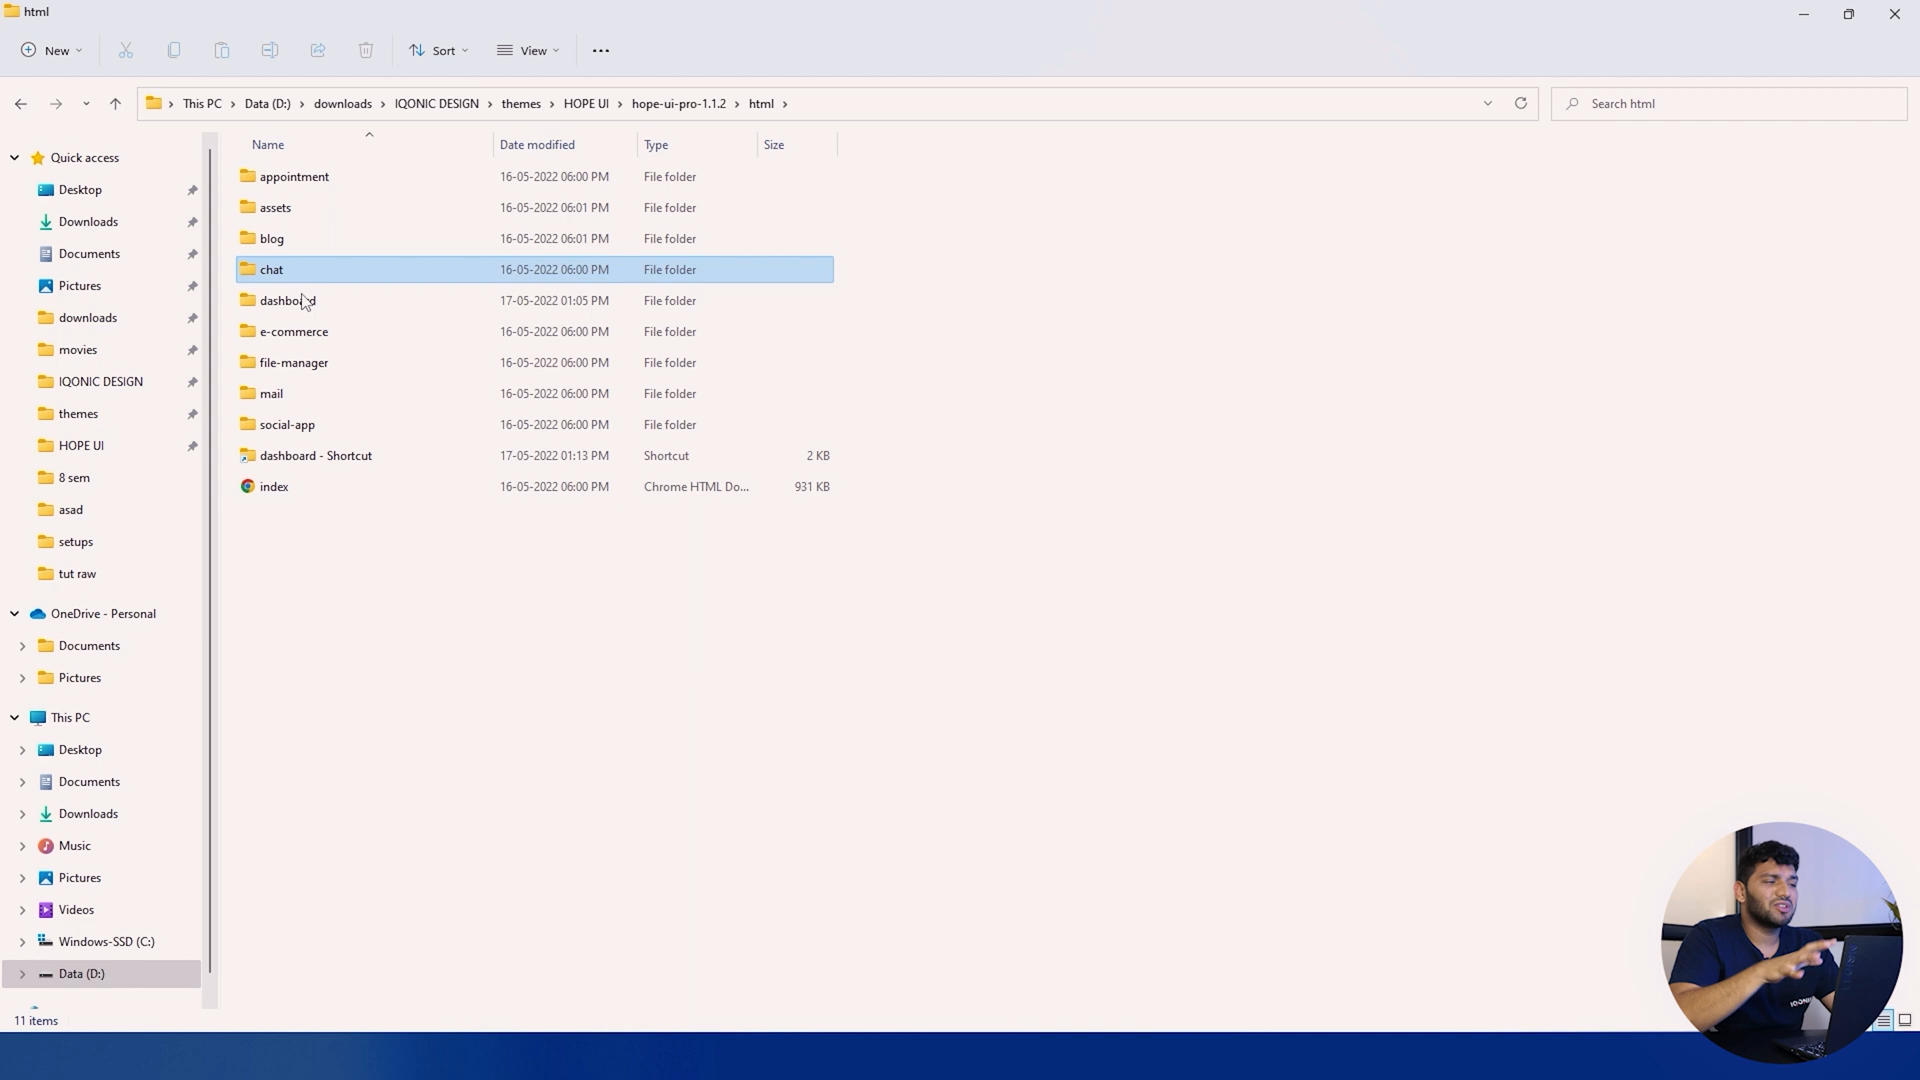 html
New Sort View
This PC Data (D:) downloads IQONIC DESIGN themes HOPE UI hope-ui-pro-1.1.2 html
Search html
Quick access
Desktop
Downloads
Documents
Pictures
downloads
movies
IQONIC DESIGN
themes
HOPE UI
8 sem
asad
setups
tut raw
OneDrive - Personal
Documents
Pictures
This PC
Desktop
Documents
Downloads
Music
Pictures
Videos
Windows-SSD (C:)
Data (D:)
Name Date modified Type Size
appointment 16-05-2022 06:00 PM File folder
assets 16-05-2022 06:01 PM File folder
blog 16-05-2022 06:01 PM File folder
chat 16-05-2022 06:00 PM File folder
dashboard 17-05-2022 01:05 PM File folder
e-commerce 16-05-2022 06:00 PM File folder
file-manager 16-05-2022 06:00 PM File folder
mail 16-05-2022 06:00 PM File folder
social-app 16-05-2022 06:00 PM File folder
dashboard - Shortcut 17-05-2022 01:13 PM Shortcut 2 KB
index 16-05-2022 06:00 PM Chrome HTML Do... 931 KB
11 items